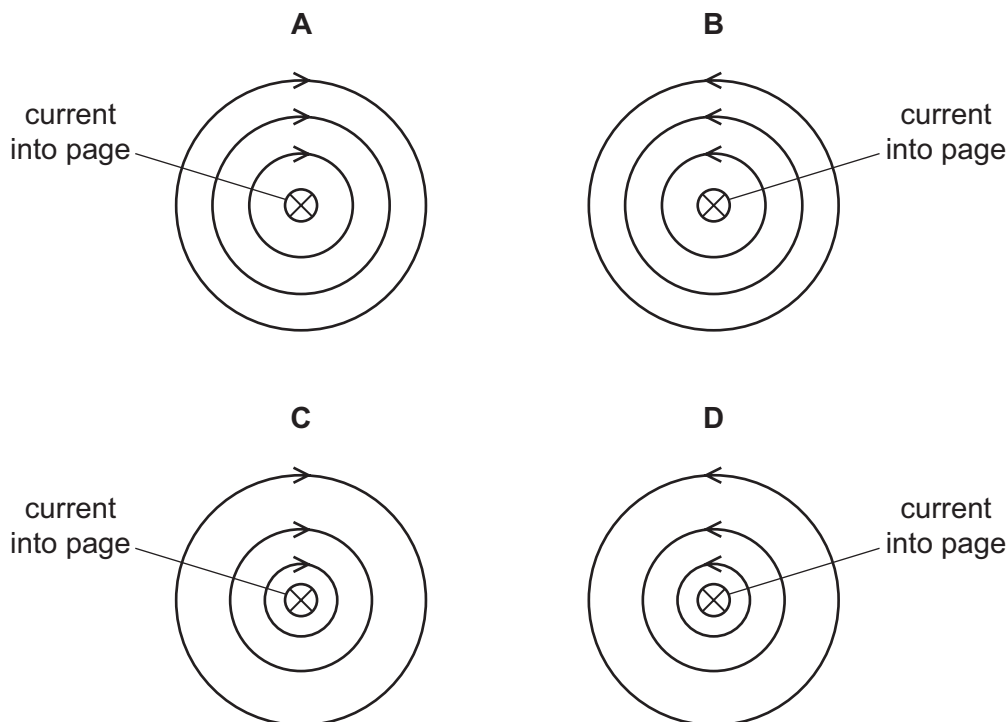 A
B
current
into page
current
into page
C
D
current
into page
current
into page